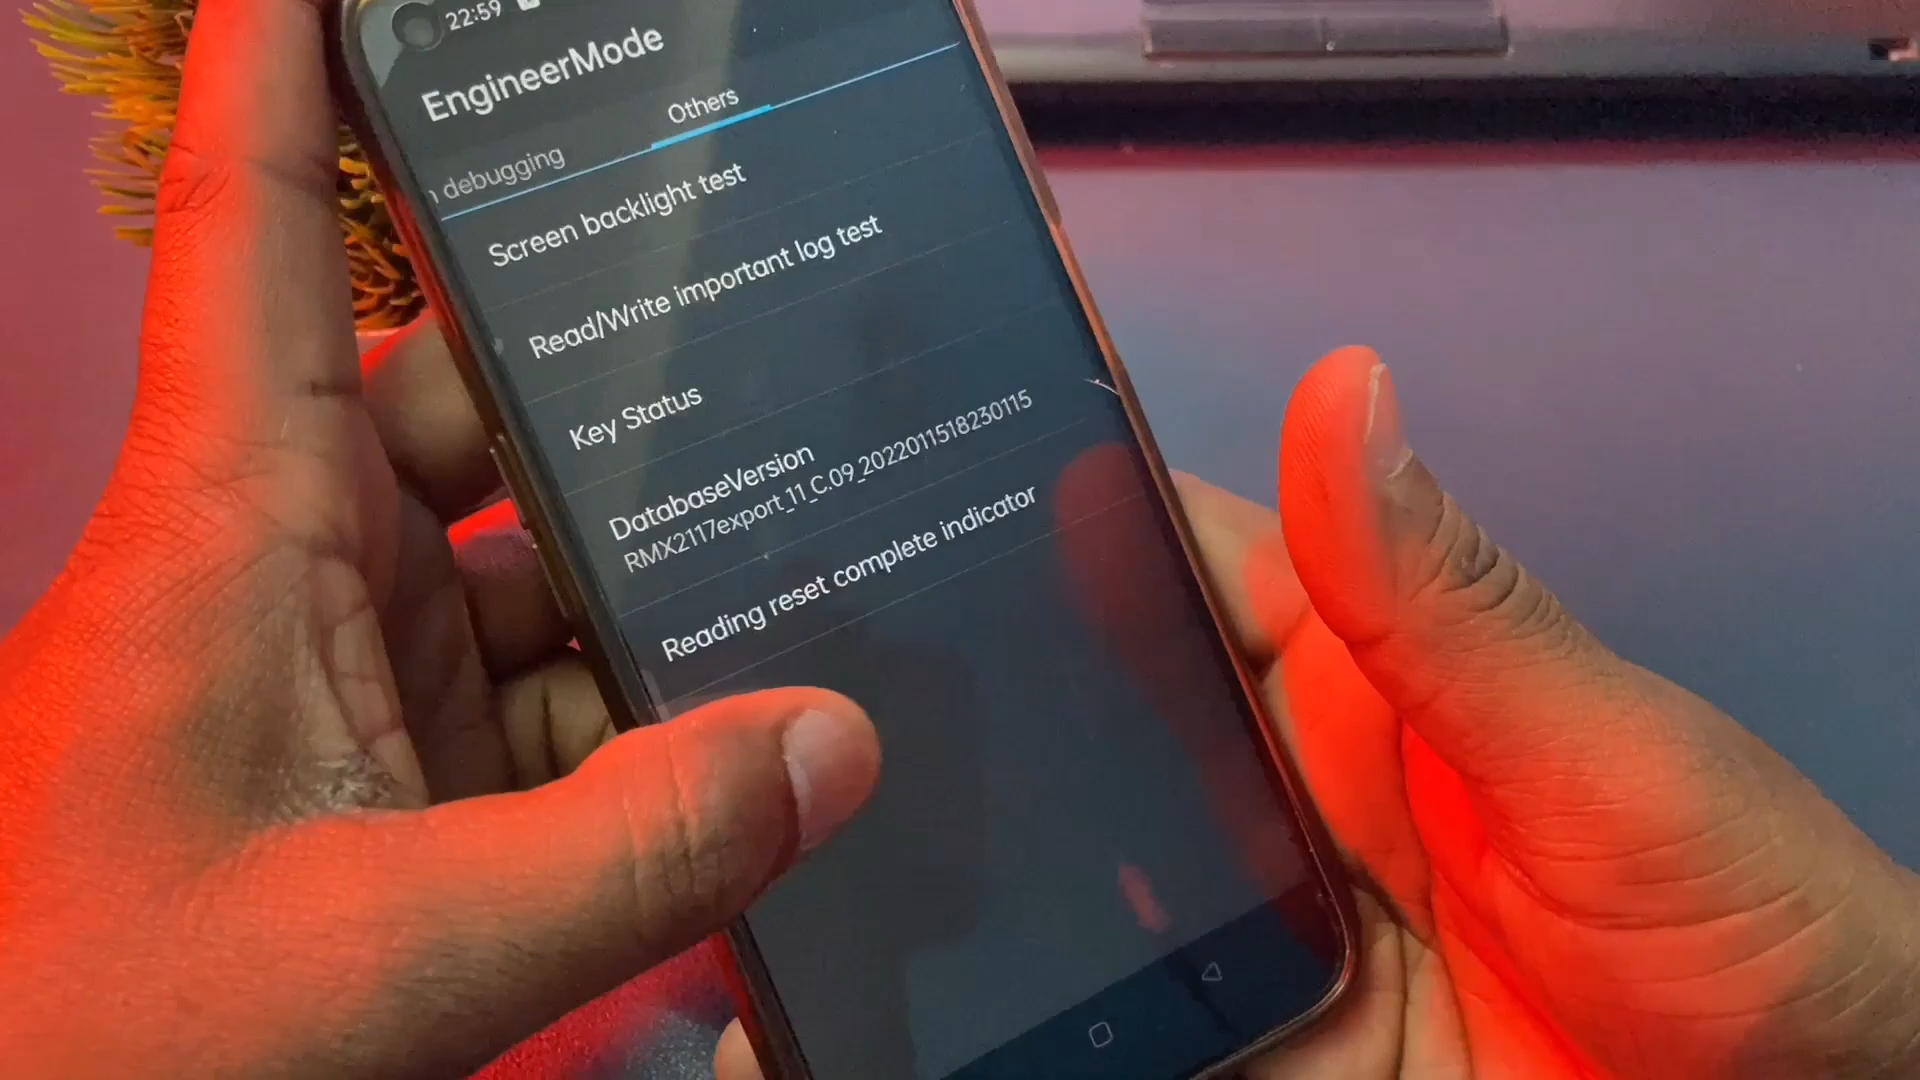 22:59
EngineerMode
debugging
Others
Screen backlight test
Read/Write important log test
Key Status
DatabaseVersion
RMX2117export_11_C.09_2022011518230115
Reading reset complete indicator